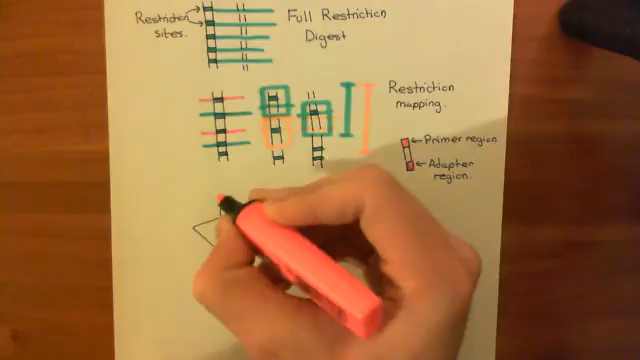 Restriction
sites.
Full Restriction
Digest
Restriction
mapping.
Primer region
Adapter
region.